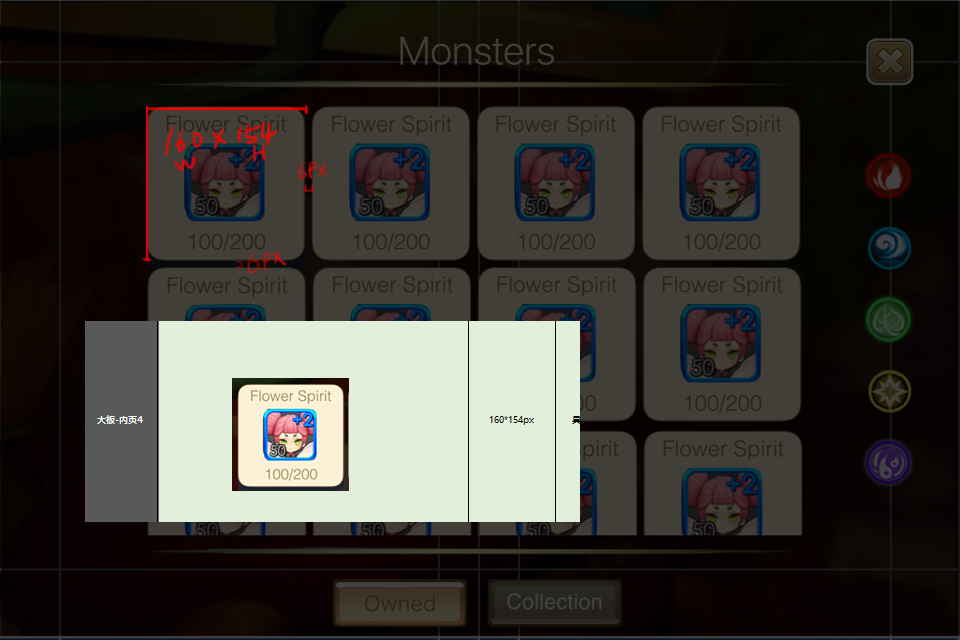 Monsters
Flower Spirit Flower Spirit Flower Spirit Flower Spirit
160 X 154
W H
+2 +2 +2 +2
6PX
50 50 50 50
100/200 100/200 100/200 100/200
6PX
Flower Spirit Flower Spirit Flower Spirit Flower Spirit
+2
50
100/200
大板-内页4
Flower Spirit
+2
50
100/200
160*154px
Flower Spirit
+2
50 50 50 50
Owned
Collection